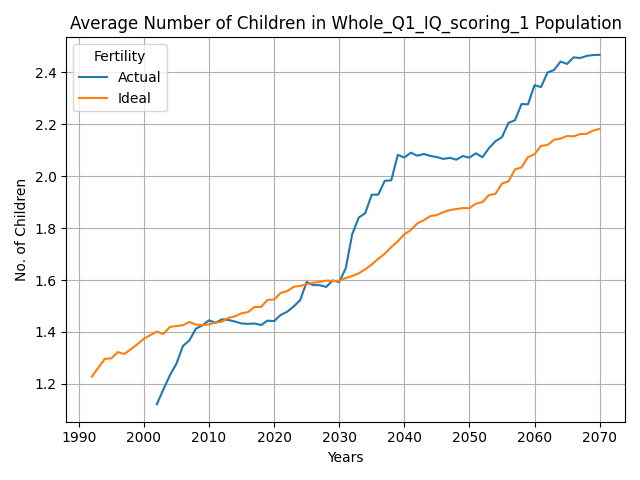 Average Number of Children in Whole_Q1_IQ_scoring_1 Population
Fertility
Actual
Ideal
No. of Children
2.4
2.2
2.0
1.8
1.6
1.4
1.2
1990 2000 2010 2020 2030 2040 2050 2060 2070
Years